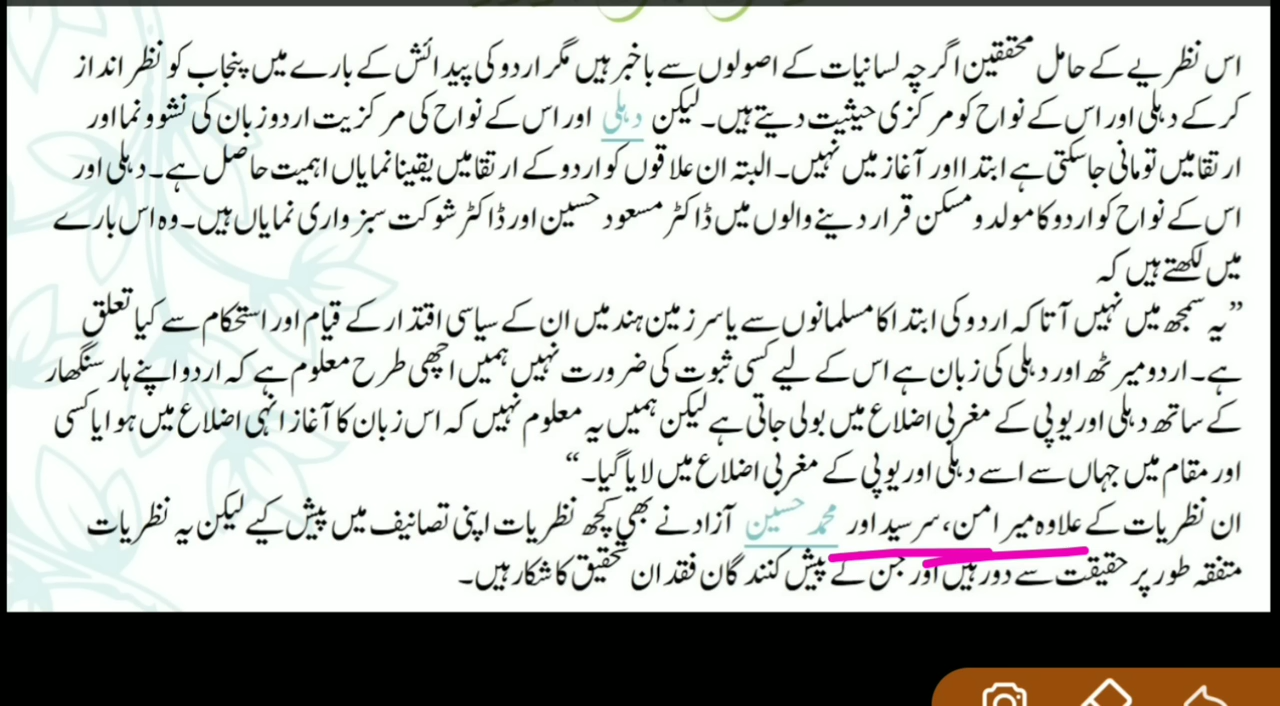 اس نظریے کے حامل محققین اگرچہ لسانیات کے اصولوں سے باخبر ہیں مگر اردو کی پیدائش کے بارے میں پنجاب کو نظر انداز
کرکے دہلی اور اس کے نواح کو مرکزی حیثیت دیتے ہیں۔ لیکن دہلی اور اس کے نواح کی مرکزیت اردو زبان کی نشوونما اور
ارتقا میں تو مانی جاسکتی ہے ابتدا اور آغاز میں نہیں۔ البتہ ان علاقوں کو اردو کے ارتقا میں یقینا نمایاں اہمیت حاصل ہے۔ دہلی اور
اس کے نواح کو اردو کا مولد و مسکن قرار دینے والوں میں ڈاکٹر مسعود حسین اور ڈاکٹر شوکت سبزواری نمایاں ہیں۔ وہ اس بارے
میں لکھتے ہیں کہ
”یہ سمجھ میں نہیں آتا کہ اردو کی ابتدا کا مسلمانوں سے یا سرزمین ہند میں ان کے سیاسی اقتدار کے قیام اور استحکام سے کیا تعلق
ہے۔ اردو میرٹھ اور دہلی کی زبان ہے اس کے لیے کسی ثبوت کی ضرورت نہیں ہمیں اچھی طرح معلوم ہے کہ اردو اپنے ہار سنگھار
کے ساتھ دہلی اور یوپی کے مغربی اضلاع میں بولی جاتی ہے لیکن ہمیں یہ معلوم نہیں کہ اس زبان کا آغاز انہی اضلاع میں ہوا یا کسی
اور مقام میں جہاں سے اسے دہلی اور یوپی کے مغربی اضلاع میں لایا گیا۔“
ان نظریات کے علاوہ میر امن، سرسید اور محمد حسین آزاد نے بھی کچھ نظریات اپنی تصانیف میں پیش کیے لیکن یہ نظریات
متفقہ طور پر حقیقت سے دور ہیں اور جن کے پیش کنندگان فقدان تحقیق کا شکار ہیں۔